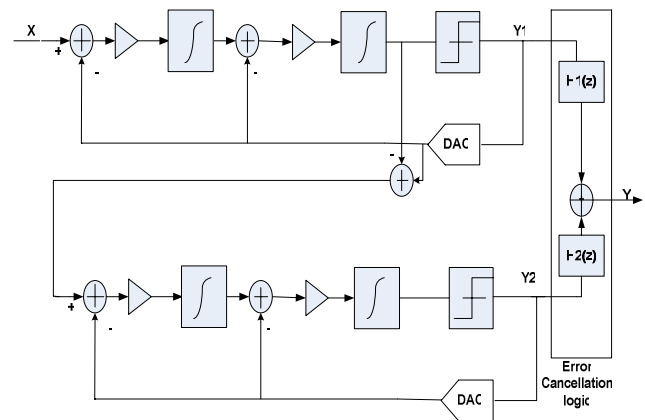 X
+
-
-
Y1
H1(z)
DAC
-
Y
H2(z)
Y2
+
-
-
DAC
Error
Cancellation
logic